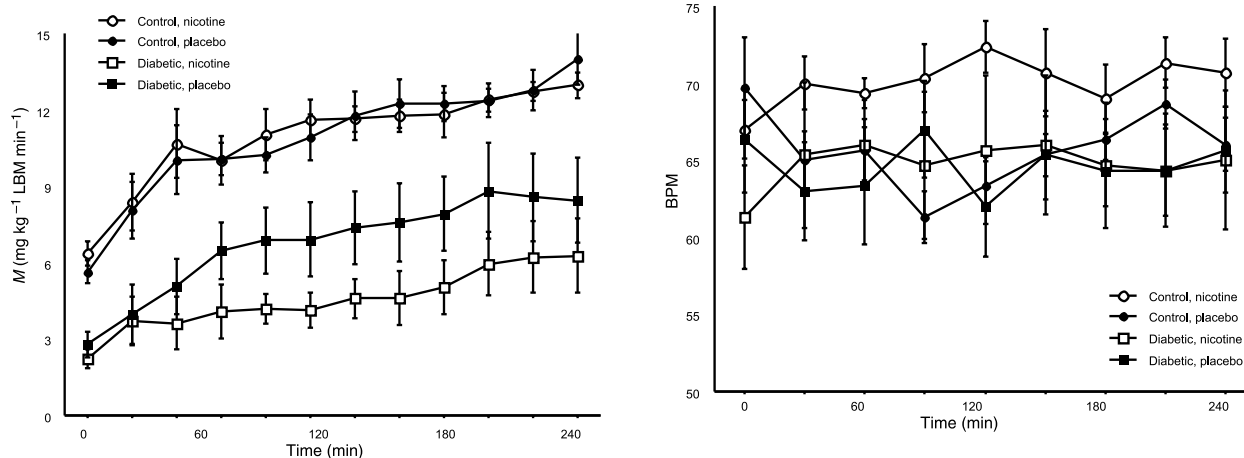 Control, nicotine
Control, placebo
Diabetic, nicotine
Diabetic, placebo
15
12
9
6
3
0
M (mg kg⁻¹ LBM min⁻¹)
0 60 120 180 240
Time (min)
75
70
65
60
55
50
BPM
Control, nicotine
Control, placebo
Diabetic, nicotine
Diabetic, placebo
0 60 120 180 240
Time (min)